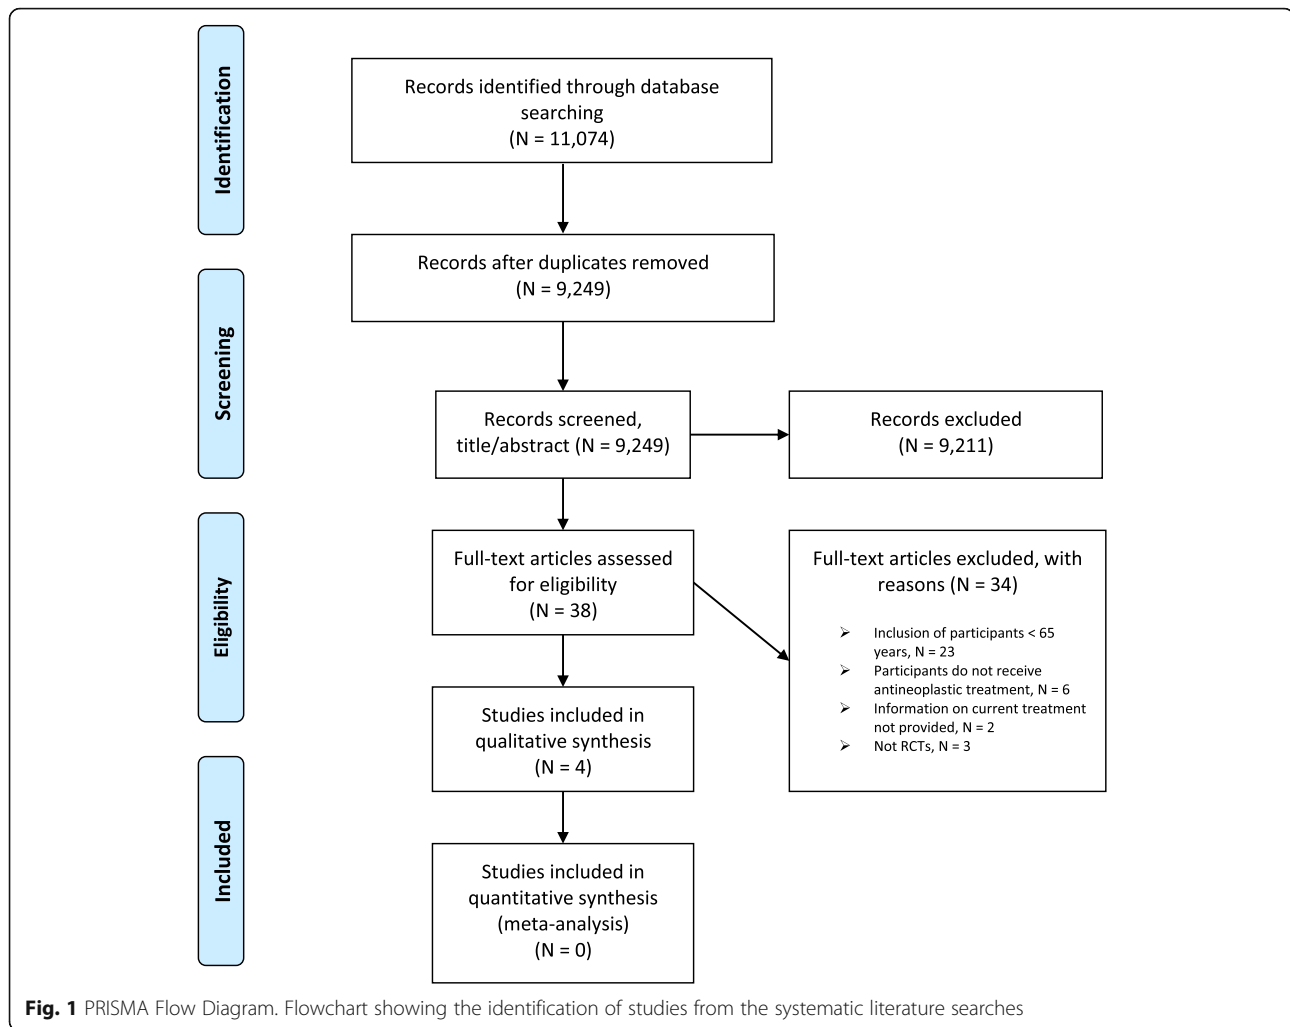 Identification
Records identified through database
searching
(N = 11,074)
Records after duplicates removed
(N = 9,249)
Screening
Records screened,
title/abstract (N = 9,249)
Records excluded
(N = 9,211)
Eligibility
Full-text articles assessed
for eligibility
(N = 38)
Full-text articles excluded, with
reasons (N = 34)
➢ Inclusion of participants < 65
years, N = 23
➢ Participants do not receive
antineoplastic treatment, N = 6
➢ Information on current treatment
not provided, N = 2
➢ Not RCTs, N = 3
Studies included in
qualitative synthesis
(N = 4)
Included
Studies included in
quantitative synthesis
(meta-analysis)
(N = 0)
Fig. 1 PRISMA Flow Diagram. Flowchart showing the identification of studies from the systematic literature searches